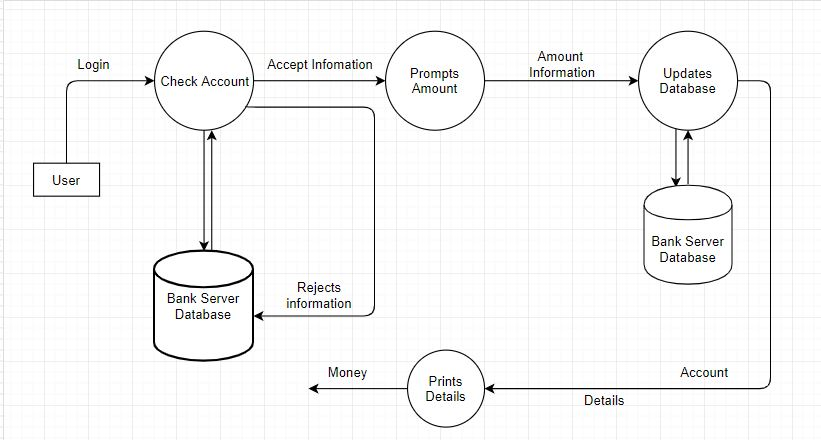 Login
Check Account
Accept Infomation
Prompts
Amount
Amount
Information
Updates
Database
User
Bank Server
Database
Rejects
information
Bank Server
Database
Money
Prints
Details
Account
Details